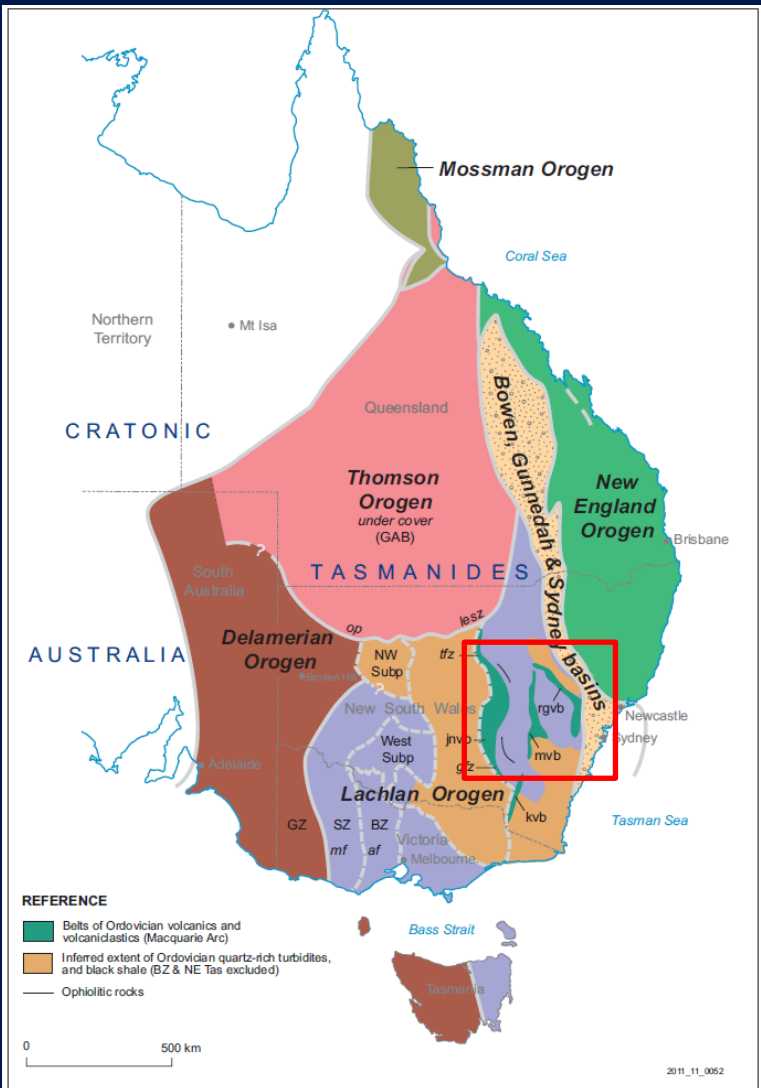 Mossman Orogen
Coral Sea
Northern
Territory
Mt Isa
Queensland
CRATONIC
Bowen, Gunnedah & Sydney basins
Thomson
Orogen
under cover
(GAB)
New
England
Orogen
Brisbane
?
TASMANIDES
South
Australia
op
lesz
Delamerian
Orogen
NW
Subp
tfz
AUSTRALIA
Broken Hill
?
New South Wales
rgvb
Newcastle
Sydney
West
Subp
jnvb
mvb
gfz
Adelaide
Lachlan Orogen
kvb
Tasman Sea
GZ
SZ
BZ
mf
af
Victoria
Melbourne
REFERENCE
Belts of Ordovician volcanics and
volcaniclastics (Macquarie Arc)
Inferred extent of Ordovician quartz-rich turbidites,
and black shale (BZ & NE Tas excluded)
Ophiolitic rocks
Bass Strait
Tasmania
0
500 km
2011_11_0052